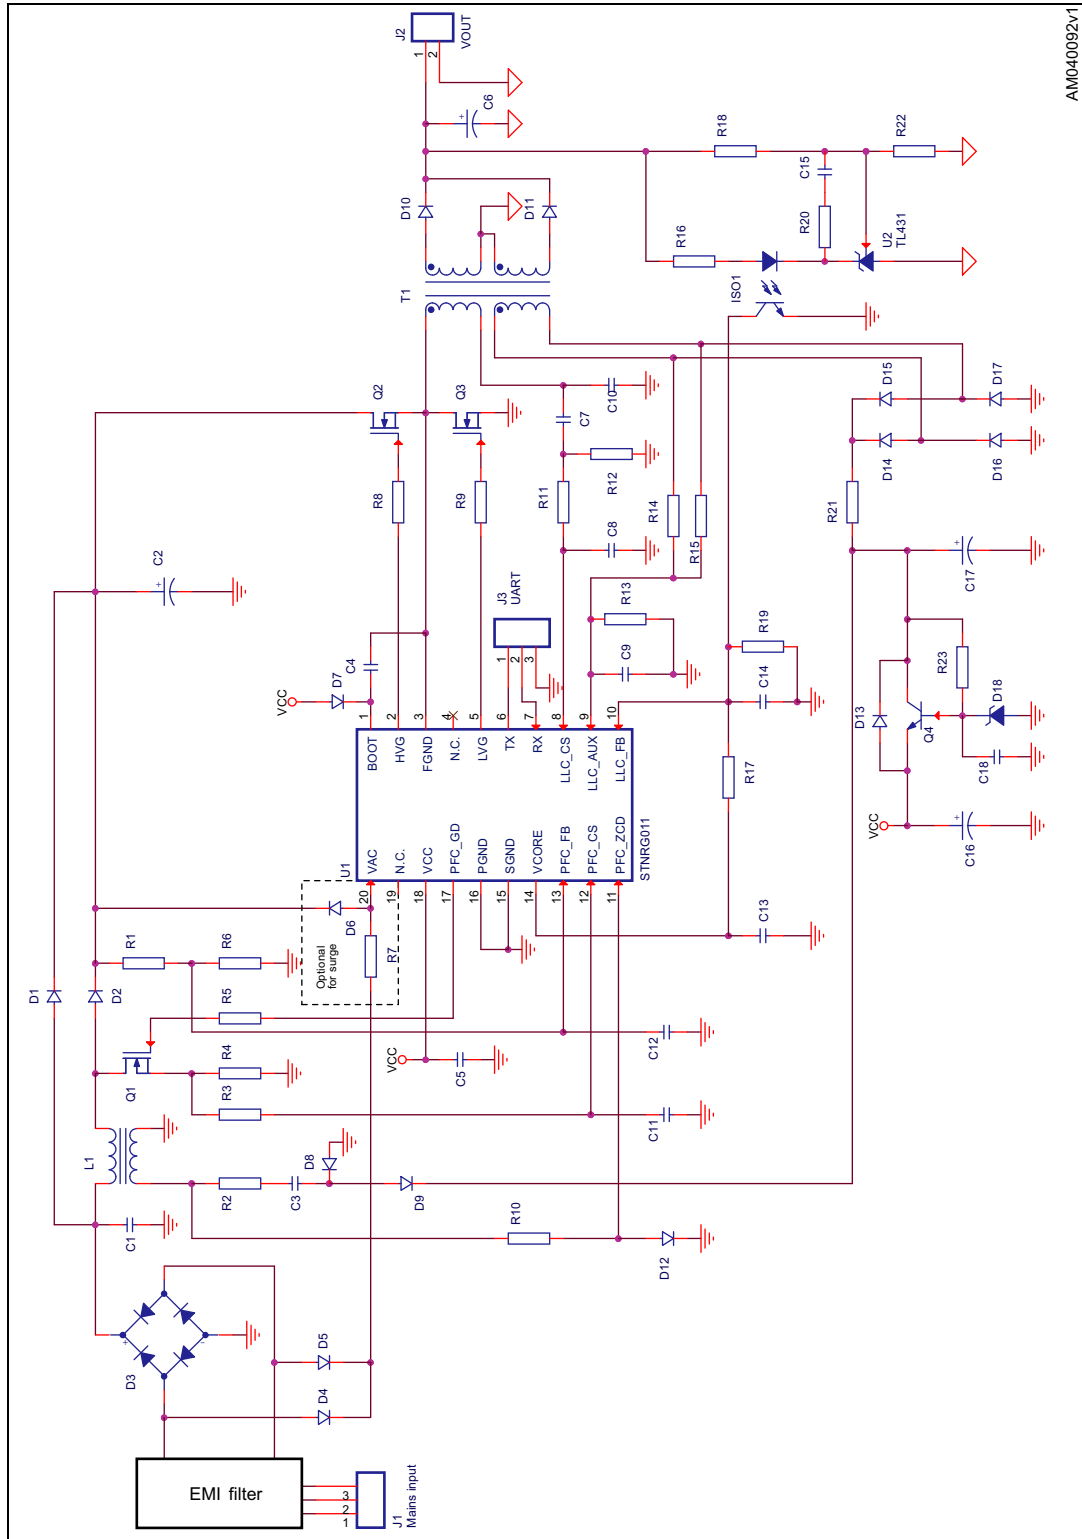 AM040092v1
J2
VOUT
1
2
C6
R18
R22
C15
R20
U2
TL431
R16
ISO1
D10
D11
T1
Q2
Q3
R8
R9
C7
C10
R11
R12
C8
R14
R15
D15
D17
D14
D16
R21
C2
C4
D7
VCC
J3
UART
1
2
3
R13
C9
R19
C14
R17
C17
R23
D18
D13
Q4
C18
VCC
C16
1
2
3
4
5
6
7
8
9
10
BOOT
HVG
FGND
N.C.
LVG
TX
RX
LLC_CS
LLC_AUX
LLC_FB
U1
STNRG011
VAC
N.C.
VCC
PFC_GD
PGND
SGND
VCORE
PFC_FB
PFC_CS
PFC_ZCD
20
19
18
17
16
15
14
13
12
11
D6
R7
Optional
for surge
C13
D1
D2
R1
R6
R5
R4
R3
Q1
VCC
C5
C12
C11
L1
C1
R2
C3
D8
D9
R10
D12
D3
+
-
D5
D4
EMI filter
J1
Mains input
1
2
3